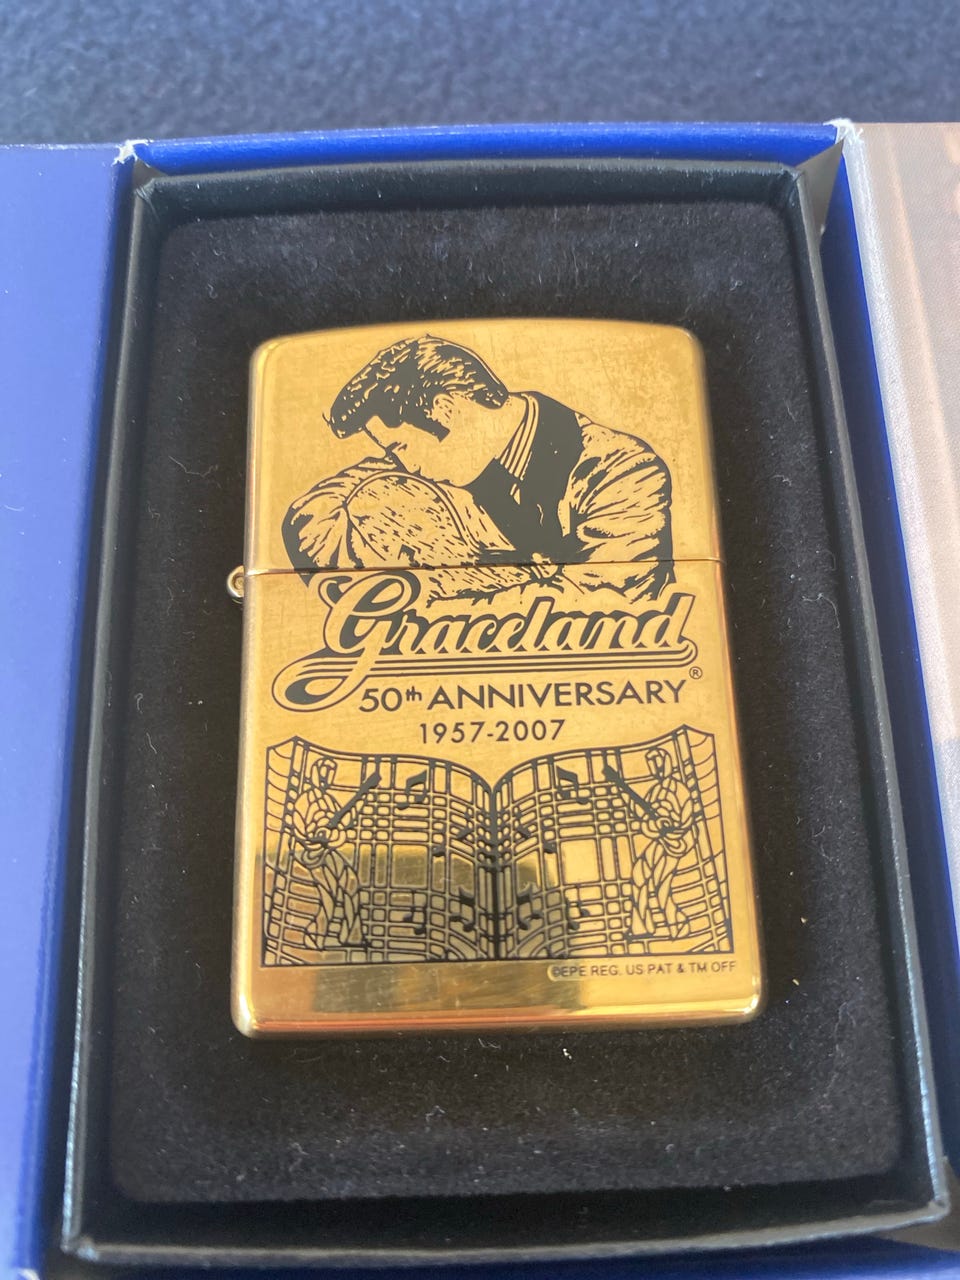 Graceland®
50th ANNIVERSARY
1957-2007
©EPE REG. US PAT & TM OFF